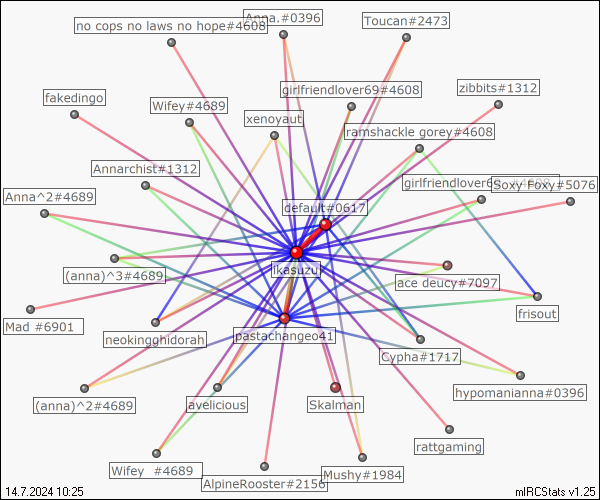 no cops no laws no hope#4608
Anna.#0396
Toucan#2473
fakedingo
Wifey#4689
girlfriendlover69#4608
zibbits#1312
xenoyaut
ramshackle gorey#4608
Annarchist#1312
Anna^2#4689
girlfriendlover69
Soxy Foxy#5076
default#0617
(anna)^3#4689
ikasuzuj
ace deucy#7097
Mad #6901
neokingghidorah
pastachangeo41
frisout
Cypha#1717
hypomanianna#0396
(anna)^2#4689
avelicious
Skalman
rattgaming
Wifey  #4689
AlpineRooster#2156
Mushy#1984
14.7.2024 10:25
mIRCStats v1.25